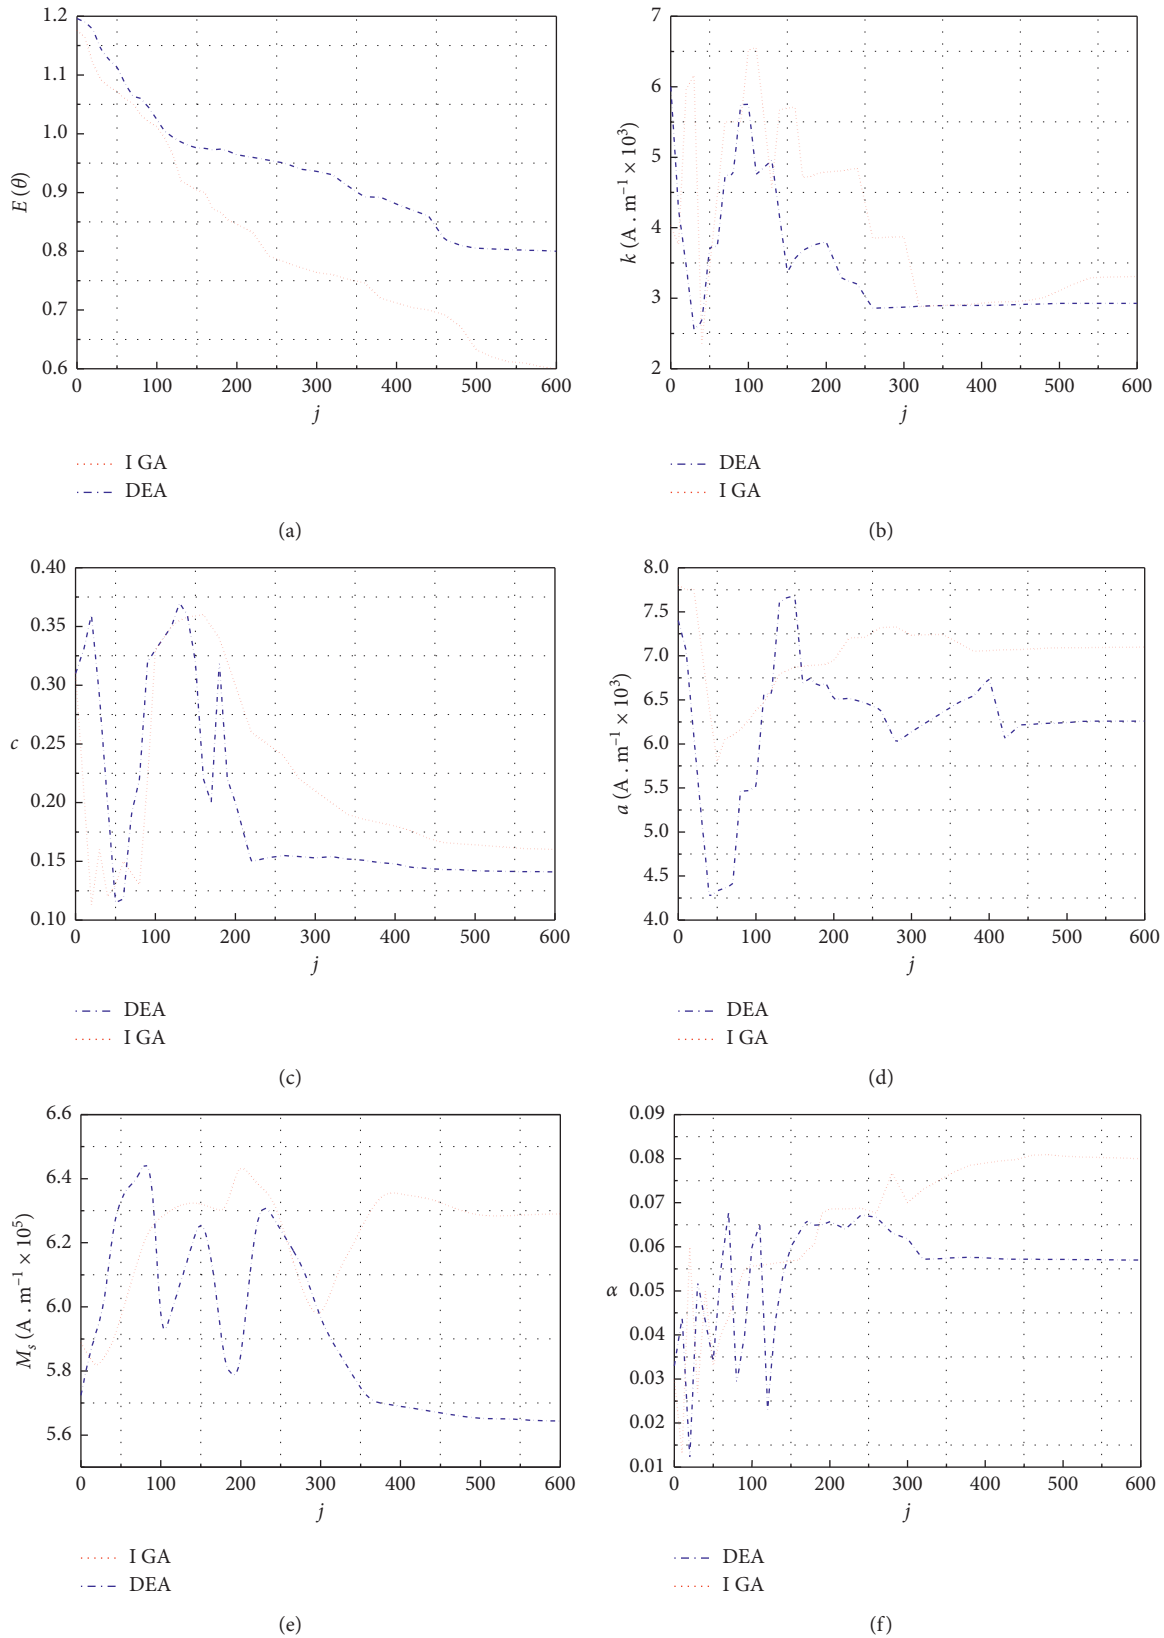 1.2
1.1
1.0
0.9
0.8
0.7
0.6
E (θ)
0 100 200 300 400 500 600
j
I GA
DEA
(a)
7
6
5
4
3
2
k (A . m⁻¹ × 10³)
0 100 200 300 400 500 600
j
DEA
I GA
(b)
0.40
0.35
0.30
0.25
0.20
0.15
0.10
c
0 100 200 300 400 500 600
j
DEA
I GA
(c)
8.0
7.5
7.0
6.5
6.0
5.5
5.0
4.5
4.0
a (A . m⁻¹ × 10³)
0 100 200 300 400 500 600
j
DEA
I GA
(d)
6.6
6.4
6.2
6.0
5.8
5.6
Mₛ (A . m⁻¹ × 10⁵)
0 100 200 300 400 500 600
j
I GA
DEA
(e)
0.09
0.08
0.07
0.06
0.05
0.04
0.03
0.02
0.01
α
0 100 200 300 400 500 600
j
DEA
I GA
(f)